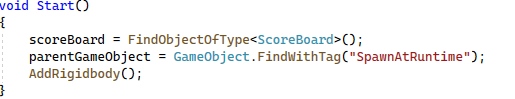 void Start()
{
scoreBoard = FindObjectOfType<ScoreBoard>();
parentGameObject = GameObject.FindWithTag("SpawnAtRuntime");
AddRigidbody();
}